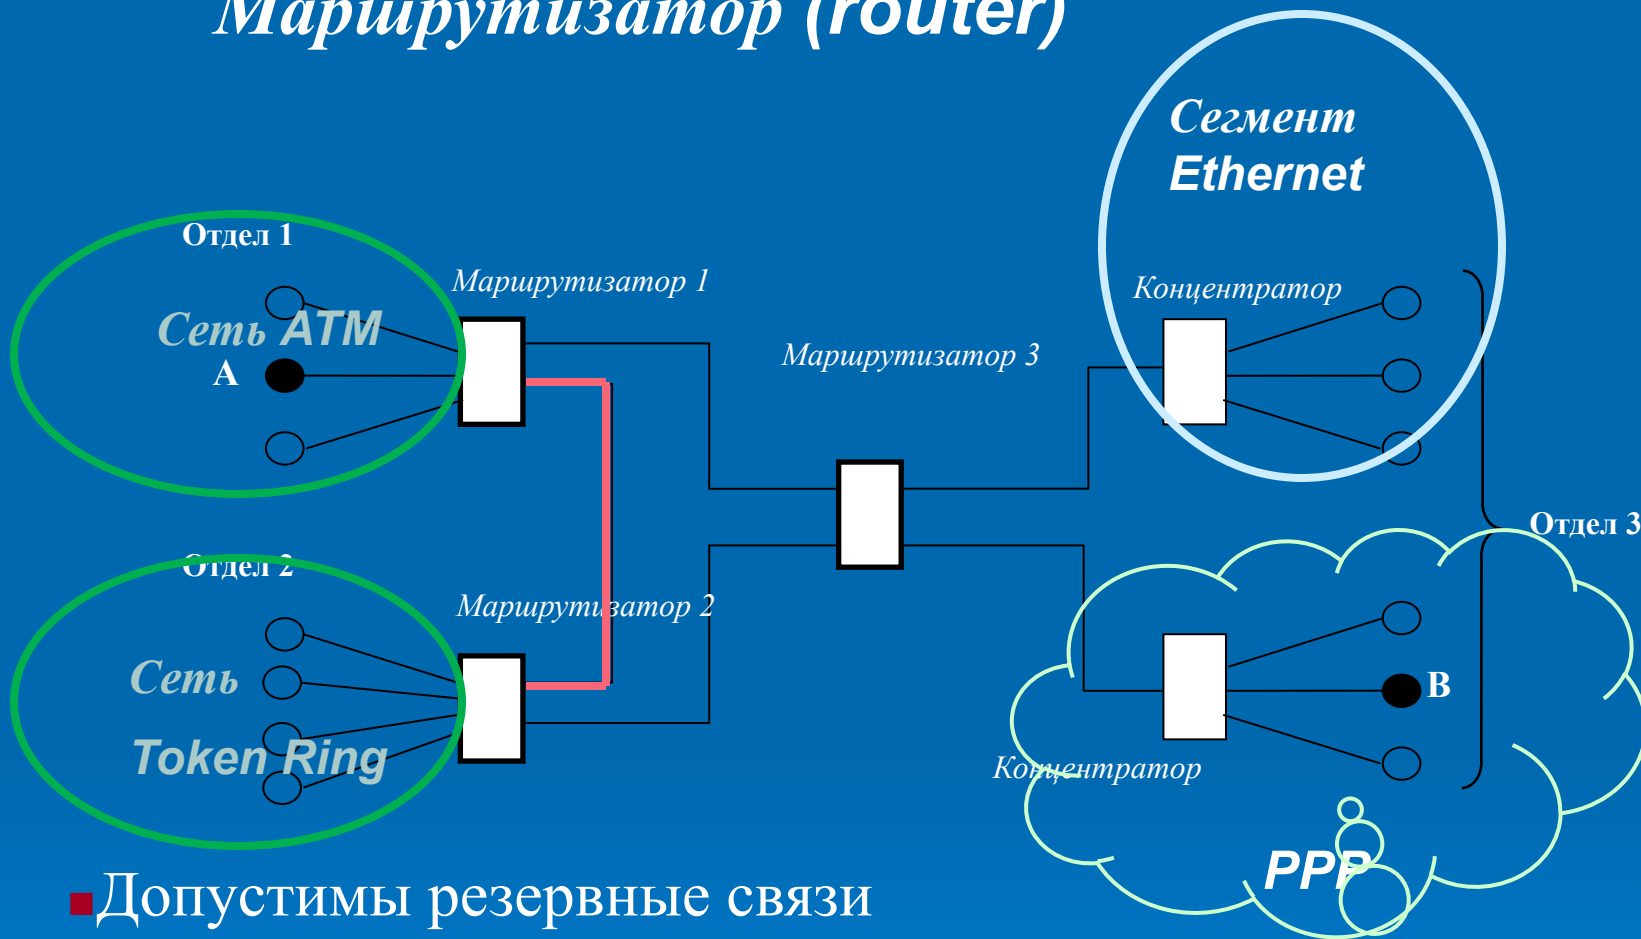 Маршрутизатор (router)
Сегмент
Ethernet
Отдел 1
Маршрутизатор 1
Концентратор
Сеть ATM
Маршрутизатор 3
A
Отдел 3
Отдел 2
Маршрутизатор 2
Сеть
B
Token Ring
Концентратор
PPP
Допустимы резервные связи